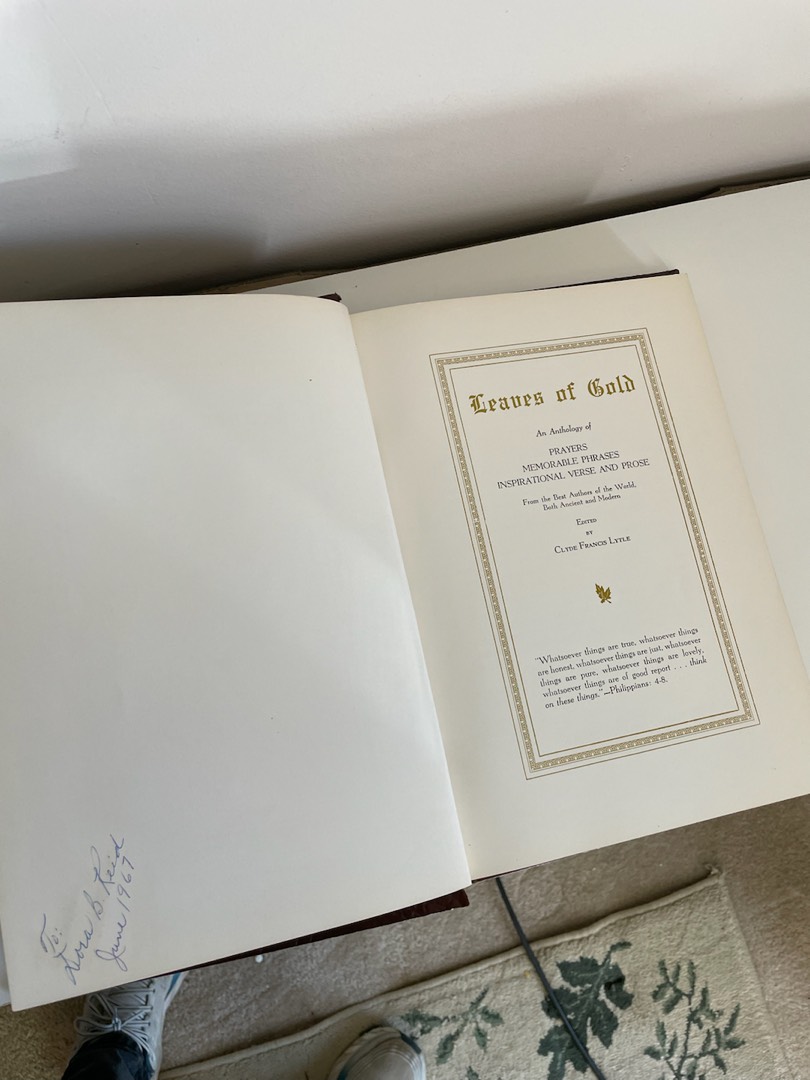 To:
Dora B Reid
June 1967
Leaves of Gold
An Anthology of
PRAYERS
MEMORABLE PHRASES
INSPIRATIONAL VERSE AND PROSE
From the Best Authors of the World,
Both Ancient and Modern
EDITED
BY
CLYDE FRANCIS LYTLE
"Whatsoever things are true, whatsoever things
are honest, whatsoever things are just, whatsoever
things are pure, whatsoever things are lovely,
whatsoever things are of good report . . . think
on these things."—Philippians: 4-8.